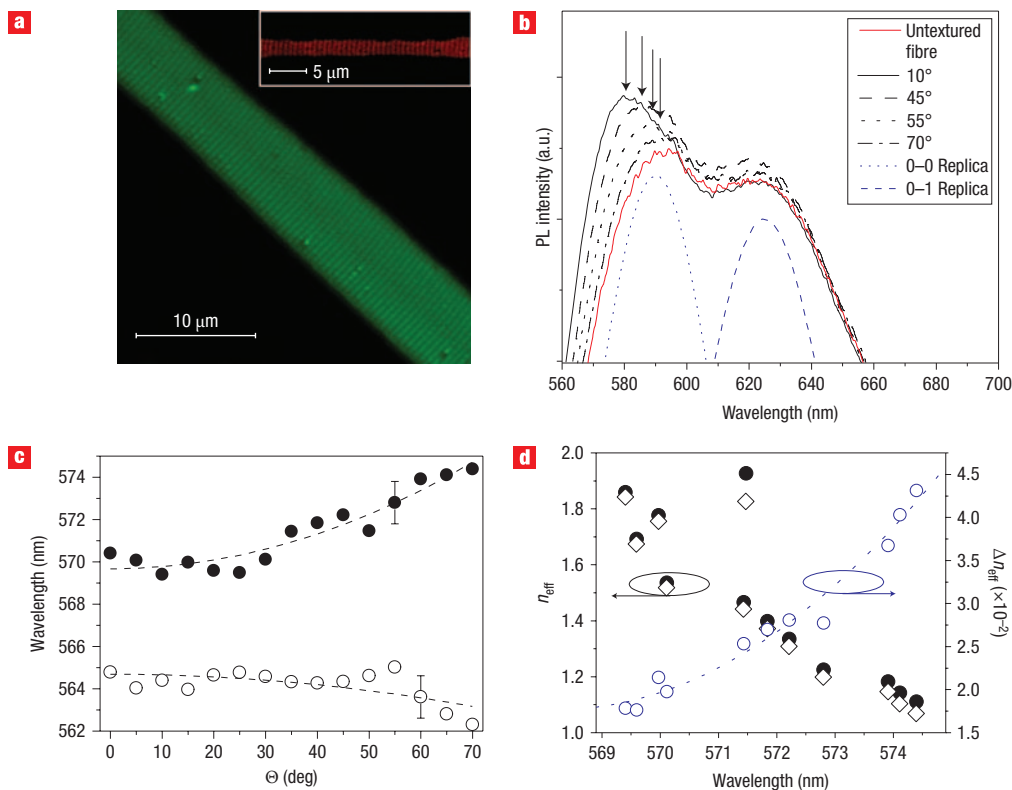 a
5 μm
10 μm
b
PL intensity (a.u.)
Untextured
fibre
10°
45°
55°
70°
0–0 Replica
0–1 Replica
560
580
600
620
640
660
680
700
Wavelength (nm)
c
Wavelength (nm)
574
572
570
568
566
564
562
0
10
20
30
40
50
60
70
Θ (deg)
d
n_eff
2.0
1.8
1.6
1.4
1.2
1.0
4.5
4.0
3.5
3.0
2.5
2.0
1.5
Δn_eff (×10⁻²)
569
570
571
572
573
574
Wavelength (nm)